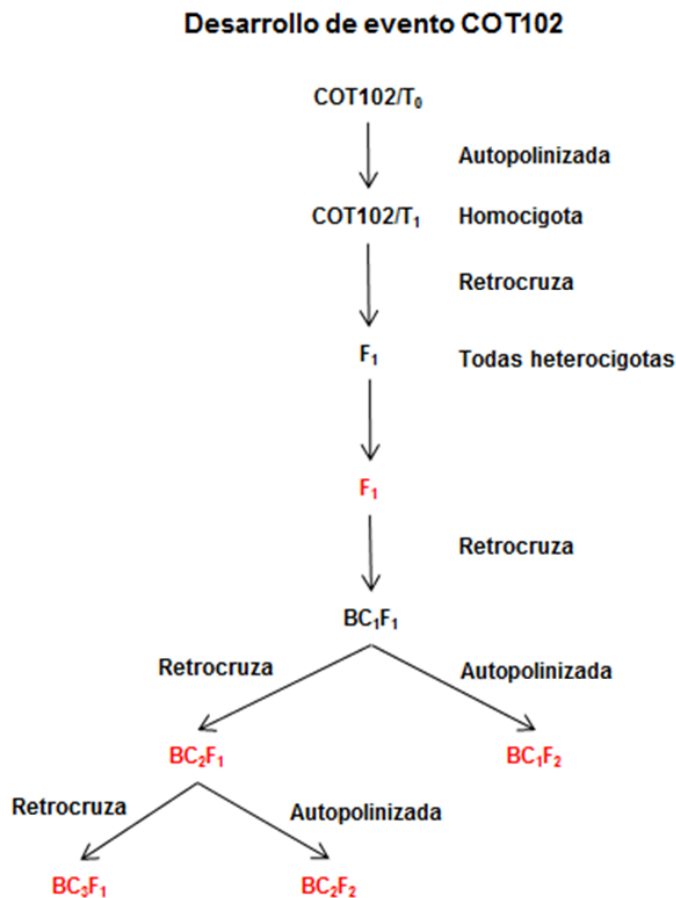 Desarrollo de evento COT102
COT102/T₀
Autopolinizada
COT102/T₁ Homocigota
Retrocruza
F₁ Todas heterocigotas
F₁
Retrocruza
BC₁F₁
Retrocruza Autopolinizada
BC₂F₁ BC₁F₂
Retrocruza Autopolinizada
BC₃F₁ BC₂F₂